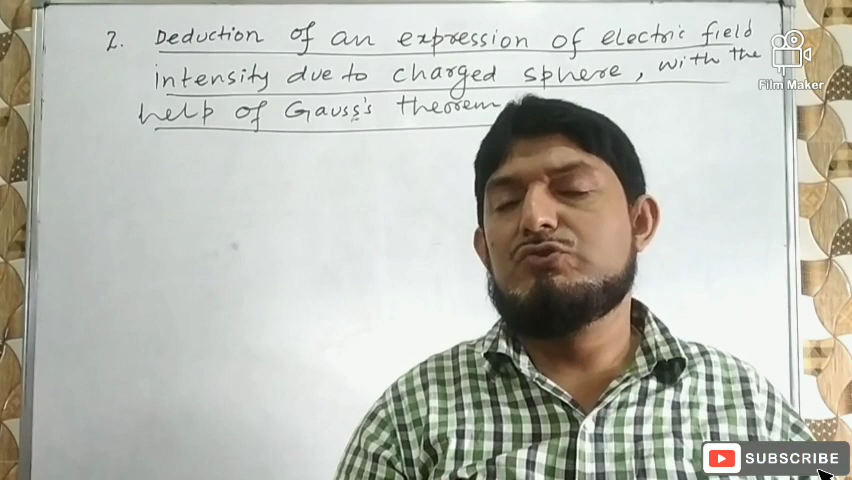 2. Deduction of an expression of electric field
intensity due to charged sphere, with the
help of Gauss's theorem
Film Maker
SUBSCRIBE